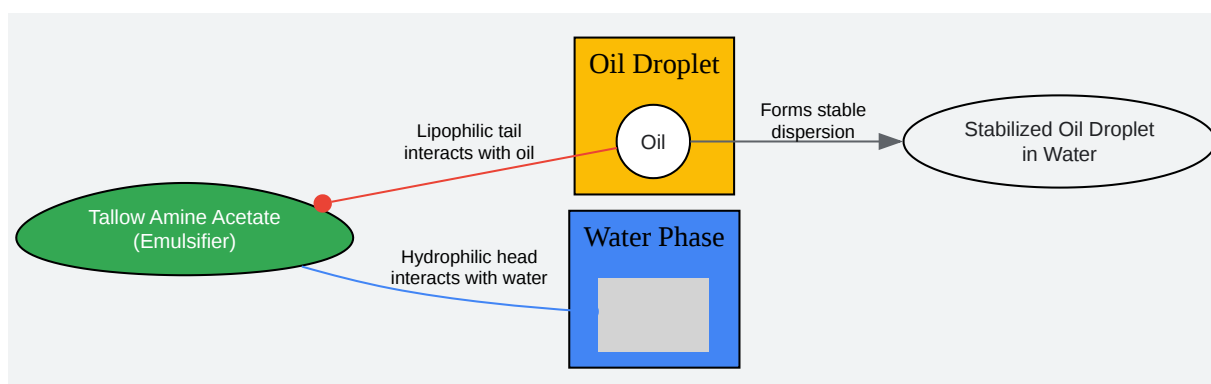 Oil Droplet
Oil
Forms stable
dispersion
Stabilized Oil Droplet
in Water
Lipophilic tail
interacts with oil
Tallow Amine Acetate
(Emulsifier)
Hydrophilic head
interacts with water
Water Phase